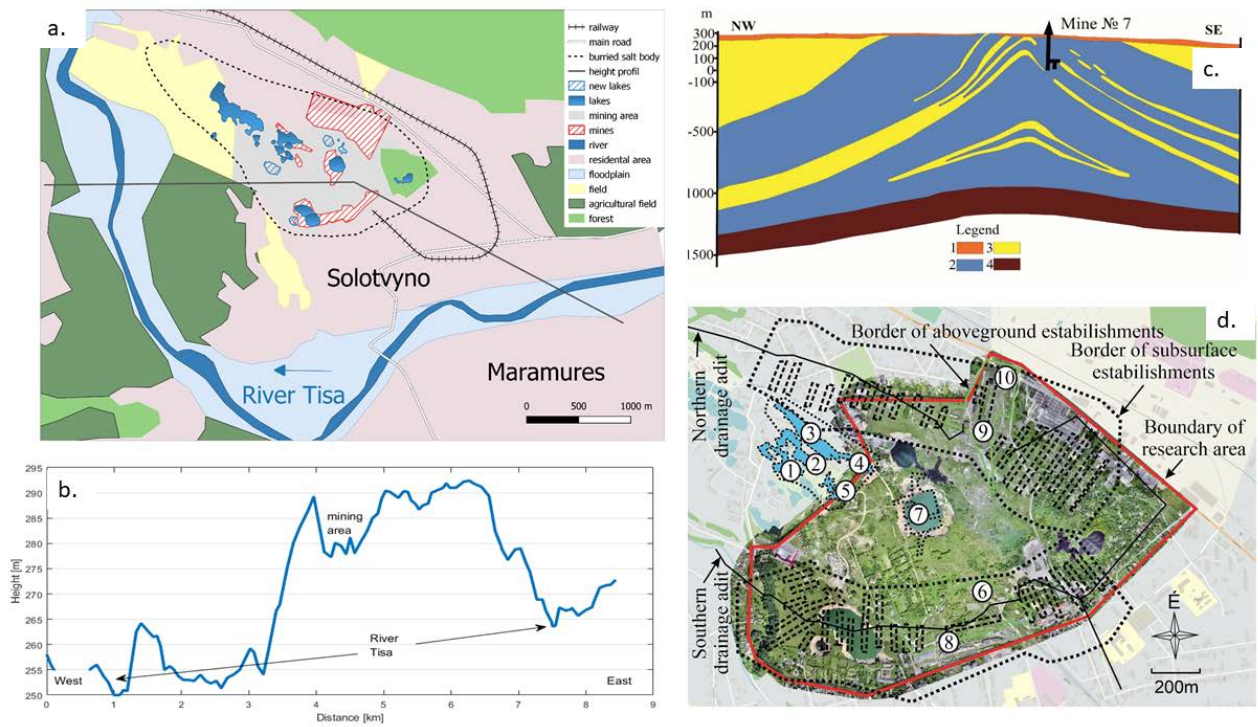 a.
railway
main road
burried salt body
height profil
new lakes
lakes
mining area
mines
river
residental area
floodplain
field
agricultural field
forest
Solotvyno
River Tisa
Maramures
0 500 1000 m
b.
295
290
285
280
275
270
265
260
255
250
Height [m]
mining
area
River
Tisa
West
East
0 1 2 3 4 5 6 7 8 9
Distance [km]
c.
m
NW
Mine № 7
SE
300
200
100
0
-100
-500
1000
1500
Legend
1 3
2 4
d.
Border of aboveground estabilishments
Border of subsurface
estabilishments
Boundary of
research area
Northern
drainage adit
Southern
drainage adit
1
2
3
4
5
6
7
8
9
10
É
200m